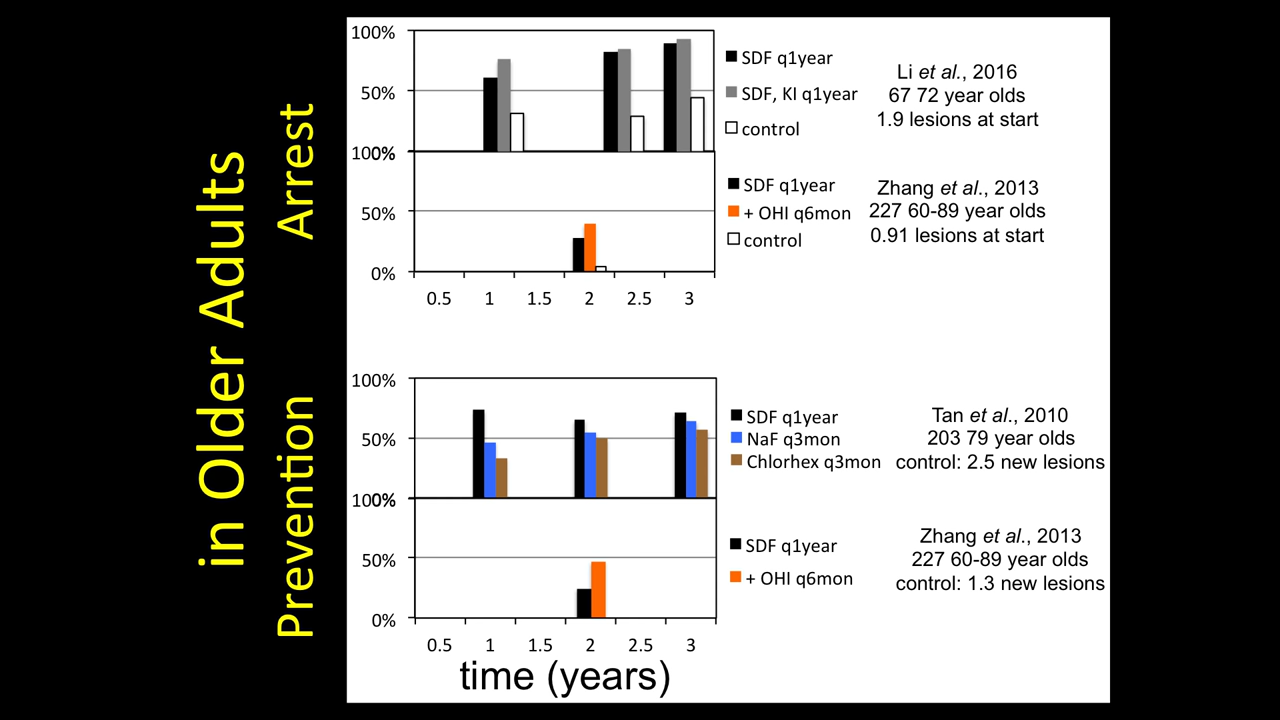 in Older Adults
Arrest
100%
50%
100%
0%
50%
0%
0.5 1 1.5 2 2.5 3
SDF q1year
SDF, KI q1year
control
Li et al., 2016
67 72 year olds
1.9 lesions at start
SDF q1year
+ OHI q6mon
control
Zhang et al., 2013
227 60-89 year olds
0.91 lesions at start
Prevention
100%
50%
100%
0%
50%
0%
0.5 1 1.5 2 2.5 3
time (years)
SDF q1year
NaF q3mon
Chlorhex q3mon
Tan et al., 2010
203 79 year olds
control: 2.5 new lesions
SDF q1year
+ OHI q6mon
Zhang et al., 2013
227 60-89 year olds
control: 1.3 new lesions